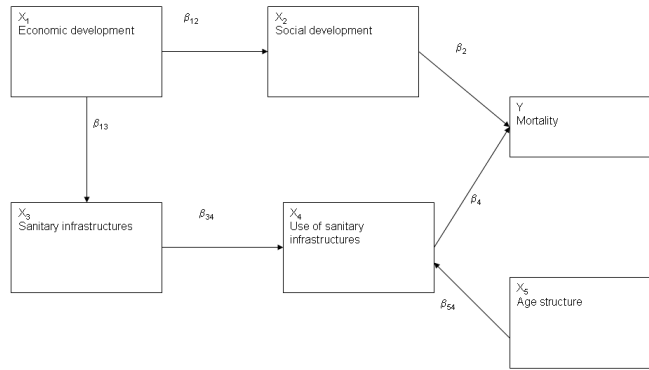 X₁
Economic development
β₁₂
X₂
Social development
β₂
Y
Mortality
β₁₃
X₃
Sanitary infrastructures
β₃₄
X₄
Use of sanitary
infrastructures
β₄
β₅₄
X₅
Age structure